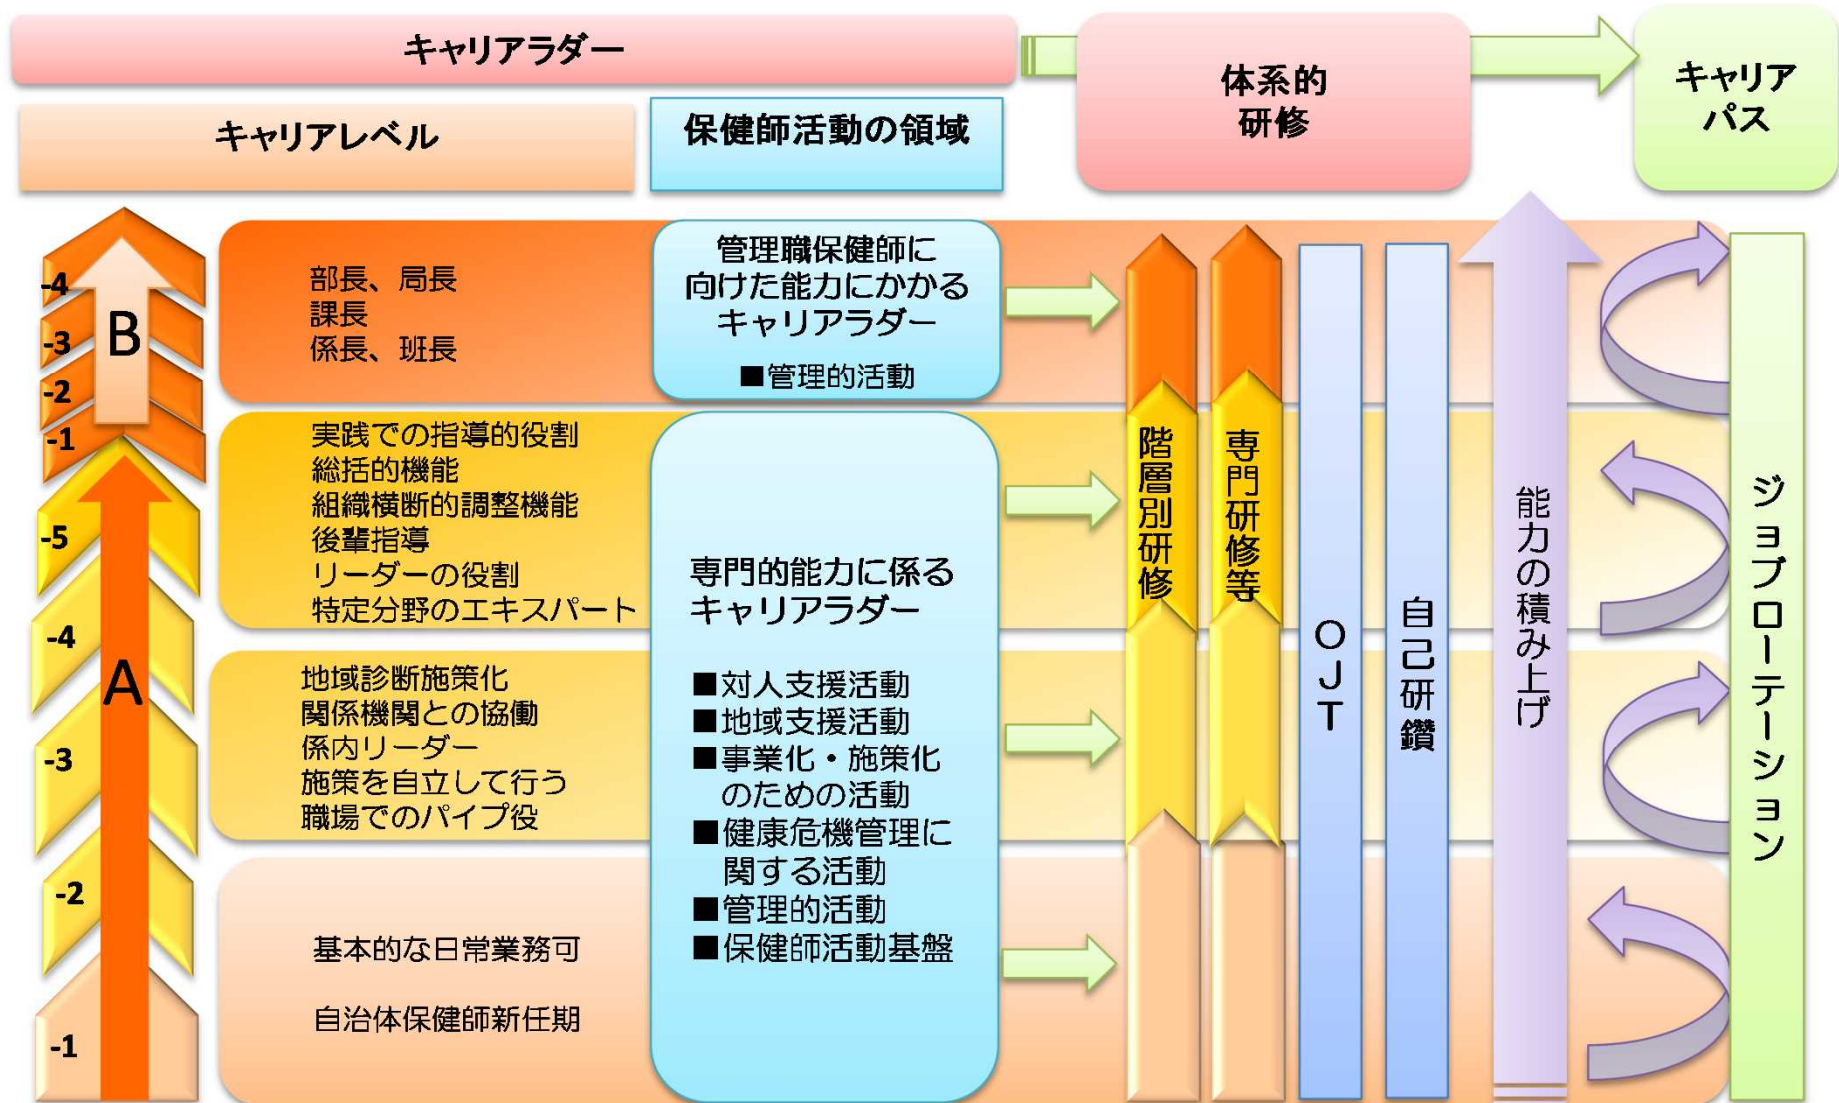 キャリアラダー
体系的
研修
キャリア
パス
キャリアレベル
保健師活動の領域
-4
-3
-2
-1
B
部長、局長
課長
係長、班長
管理職保健師に
向けた能力にかかる
キャリアラダー
■管理的活動
-5
-4
-3
-2
-1
A
実践での指導的役割
総括的機能
組織横断的調整機能
後輩指導
リーダーの役割
特定分野のエキスパート
地域診断施策化
関係機関との協働
係内リーダー
施策を自立して行う
職場でのパイプ役
基本的な日常業務可
自治体保健師新任期
専門的能力に係る
キャリアラダー
■対人支援活動
■地域支援活動
■事業化・施策化
のための活動
■健康危機管理に
関する活動
■管理的活動
■保健師活動基盤
階層別研修
専門研修等
OJT
自己研鑽
能力の積み上げ
ジョブローテーション